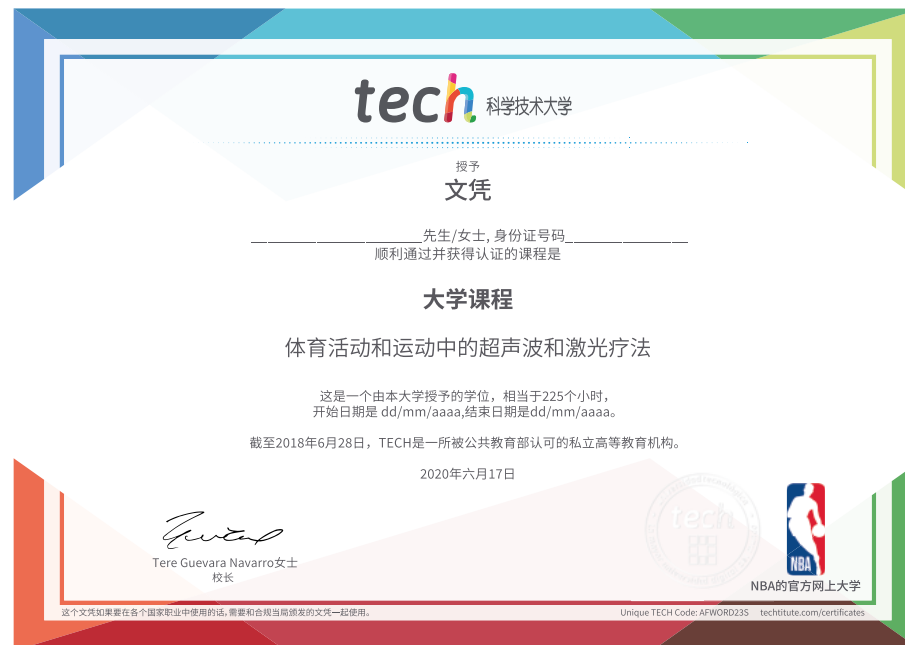 tech 科学技术大学
授予
文凭
______________________先生/女士, 身份证号码________________
顺利通过并获得认证的课程是
大学课程
体育活动和运动中的超声波和激光疗法
这是一个由本大学授予的学位，相当于225个小时，
开始日期是 dd/mm/aaaa,结束日期是dd/mm/aaaa。
截至2018年6月28日，TECH是一所被公共教育部认可的私立高等教育机构。
2020年六月17日
tech
Tere Guevara Navarro女士
校长
NBA
NBA的官方网上大学
这个文凭如果要在各个国家职业中使用的话,需要和合规当局颁发的文凭一起使用。
Unique TECH Code: AFWORD23S techtitute.com/certificates